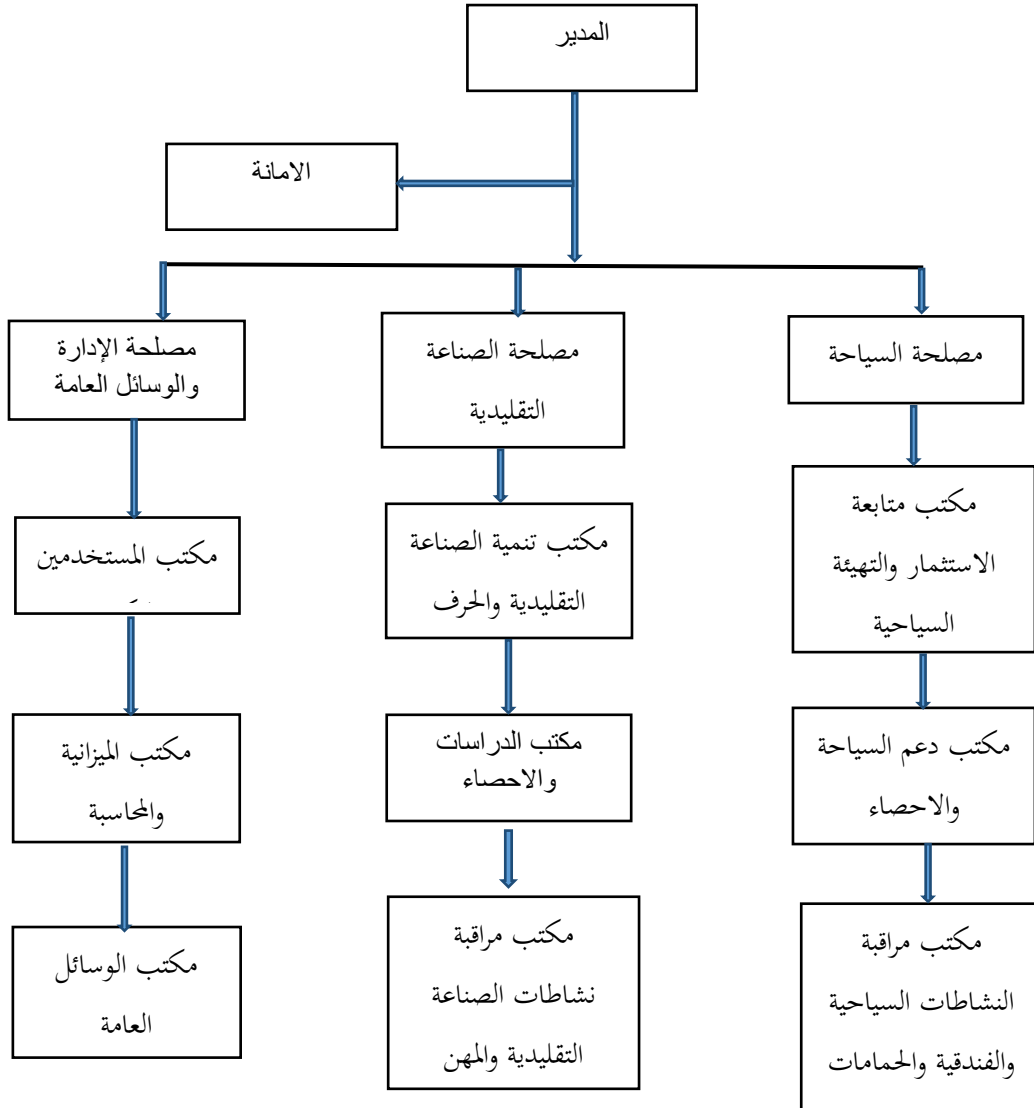 المدير
الامانة
مصلحة السياحة
مصلحة الصناعة
التقليدية
مصلحة الإدارة
والوسائل العامة
مكتب متابعة
الاستثمار والتهيئة
السياحية
مكتب تنمية الصناعة
التقليدية والحرف
مكتب المستخدمين
مكتب دعم السياحة
والاحصاء
مكتب الدراسات
والاحصاء
مكتب الميزانية
والمحاسبة
مكتب مراقبة
النشاطات السياحية
والفندقية والحمامات
مكتب مراقبة
نشاطات الصناعة
التقليدية والمهن
مكتب الوسائل
العامة